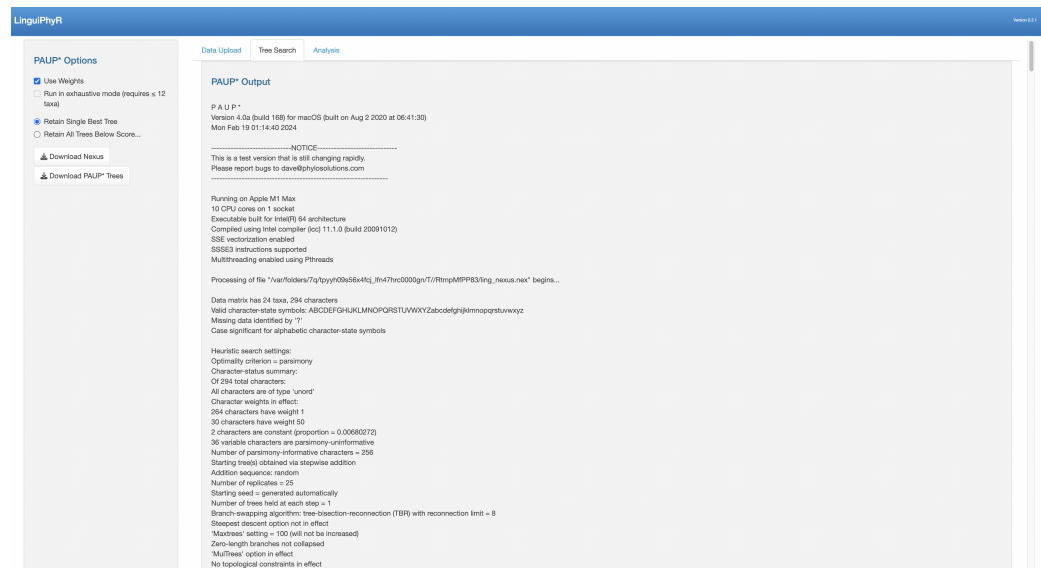 LinguiPhyR
Version 0.5.1
PAUP* Options
Use Weights
Run in exhaustive mode (requires ≤ 12
taxa)
Retain Single Best Tree
Retain All Trees Below Score...
Download Nexus
Download PAUP* Trees
Data Upload
Tree Search
Analysis
PAUP* Output
P A U P *
Version 4.0a (build 168) for macOS (built on Aug 2 2020 at 06:41:30)
Mon Feb 19 01:14:40 2024
-----------------------------NOTICE-----------------------------
This is a test version that is still changing rapidly.
Please report bugs to dave@phylosolutions.com
----------------------------------------------------------------
Running on Apple M1 Max
10 CPU cores on 1 socket
Executable built for Intel(R) 64 architecture
Compiled using Intel compiler (icc) 11.1.0 (build 20091012)
SSE vectorization enabled
SSSE3 instructions supported
Multithreading enabled using Pthreads
Processing of file "/var/folders/7q/tpyyh09s56x4fcj_lfn47hrc0000gn/T//RtmpMfPP83/ling_nexus.nex" begins...
Data matrix has 24 taxa, 294 characters
Valid character-state symbols: ABCDEFGHIJKLMNOPQRSTUVWXYZabcdefghijklmnopqrstuvwxyz
Missing data identified by '?'
Case significant for alphabetic character-state symbols
Heuristic search settings:
Optimality criterion = parsimony
Character-status summary:
Of 294 total characters:
All characters are of type 'unord'
Character weights in effect:
264 characters have weight 1
30 characters have weight 50
2 characters are constant (proportion = 0.00680272)
36 variable characters are parsimony-uninformative
Number of parsimony-informative characters = 256
Starting tree(s) obtained via stepwise addition
Addition sequence: random
Number of replicates = 25
Starting seed = generated automatically
Number of trees held at each step = 1
Branch-swapping algorithm: tree-bisection-reconnection (TBR) with reconnection limit = 8
Steepest descent option not in effect
'Maxtrees' setting = 100 (will not be increased)
Zero-length branches not collapsed
'MulTrees' option in effect
No topological constraints in effect